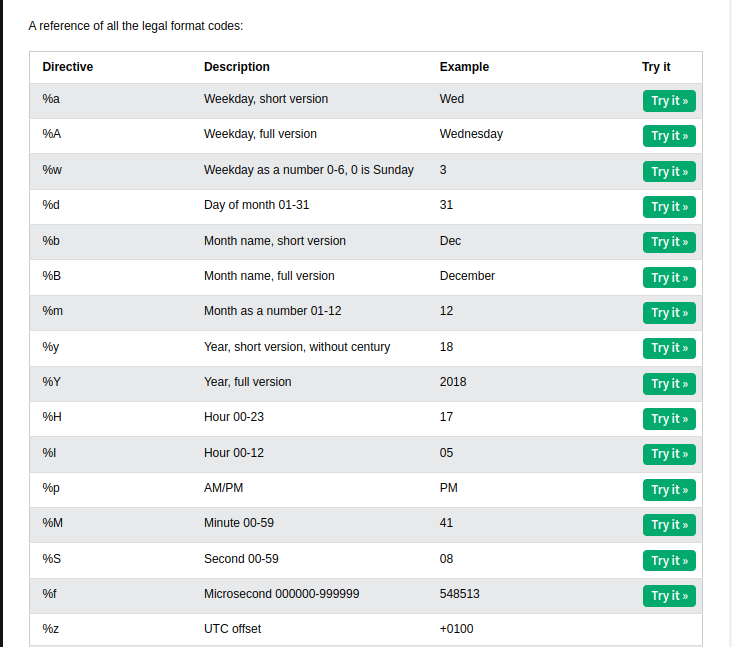 A reference of all the legal format codes:
Directive Description Example Try it
%a Weekday, short version Wed Try it »
%A Weekday, full version Wednesday Try it »
%w Weekday as a number 0-6, 0 is Sunday 3 Try it »
%d Day of month 01-31 31 Try it »
%b Month name, short version Dec Try it »
%B Month name, full version December Try it »
%m Month as a number 01-12 12 Try it »
%y Year, short version, without century 18 Try it »
%Y Year, full version 2018 Try it »
%H Hour 00-23 17 Try it »
%I Hour 00-12 05 Try it »
%p AM/PM PM Try it »
%M Minute 00-59 41 Try it »
%S Second 00-59 08 Try it »
%f Microsecond 000000-999999 548513 Try it »
%z UTC offset +0100